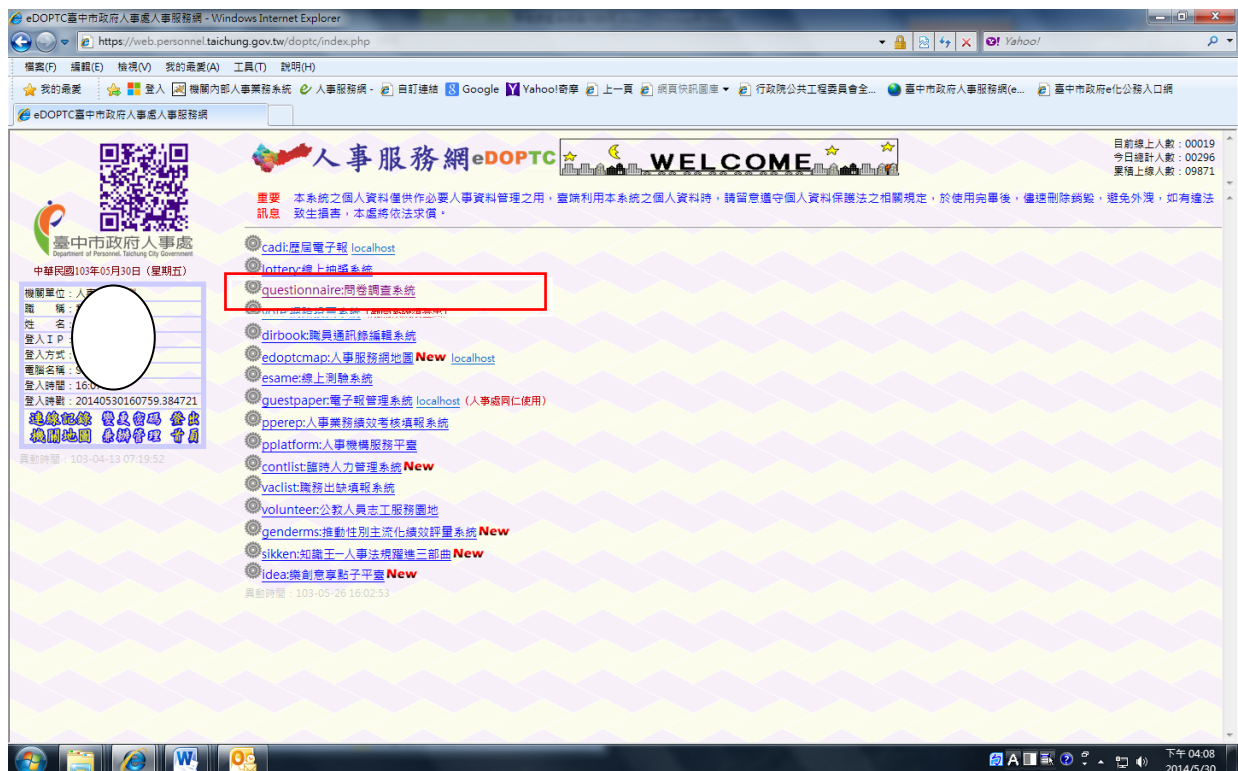 eDOPTC臺中市政府人事處人事服務網 - Windows Internet Explorer
https://web.personnel.taichung.gov.tw/doptc/index.php
Yahoo!
檔案(F) 編輯(E) 檢視(V) 我的最愛(A) 工具(T) 說明(H)
我的最愛 登入 機關內部人事業務系統 人事服務網 - 自訂連結 Google Yahoo!奇摩 上一頁 網頁快訊圖庫 行政院公共工程委員會全... 臺中市政府人事服務網(e... 臺中市政府e化公務人口網
eDOPTC臺中市政府人事處人事服務網
臺中市政府人事處
Department of Personnel, Taichung City Government
中華民國103年05月30日（星期五）
機關單位：人
職 稱：
姓 名：
登入ＩＰ：
登入方式：
電腦名稱：
登入時間：16:0
登入時戳：20140530160759.384721
連線記錄 變更密碼 登出
機關地圖 管理 會員
異動時間：103-04-13 07:19:52
人事服務網eDOPTC
WELCOME
目前線上人數：00019
今日總計人數：00296
累積上線人數：09871
重要訊息 本系統之個人資料僅供作必要人事資料管理之用，臺端利用本系統之個人資料時，請留意遵守個人資料保護法之相關規定，於使用完畢後，儘速刪除銷毀，避免外洩，如有違法
致生損害，本處將依法求償。
cadi:歷屆電子報 localhost
lottery:線上抽獎系統
questionnaire:問卷調查系統
dirbook:職員通訊錄編輯系統
edoptcmap:人事服務網地圖 New localhost
esame:線上測驗系統
guestpaper:電子報管理系統 localhost（人事處同仁使用）
pperep:人事業務績效考核填報系統
pplatform:人事機構服務平臺
contlist:臨時人力管理系統 New
vaclist:職務出缺填報系統
volunteer:公教人員志工服務園地
genderms:推動性別主流化績效評量系統 New
sikken:知識王─人事法規躍進三部曲 New
idea:樂創意享點子平臺 New
異動時間：103-05-26 16:02:53
下午 04:08
2014/5/30